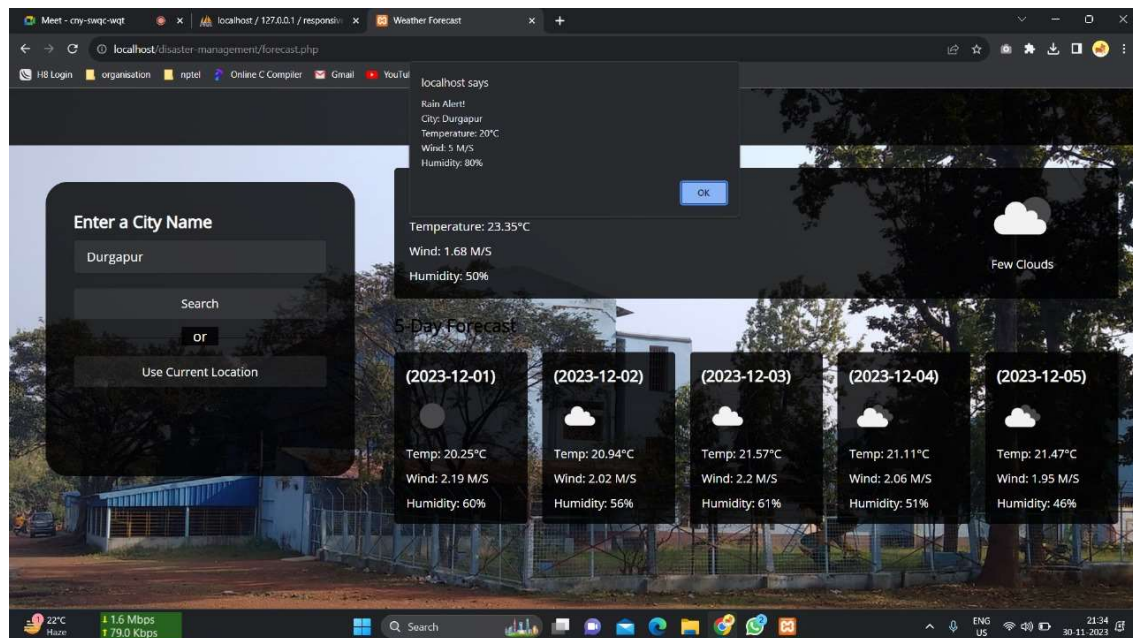 Meet - cny-swqc-wqt
localhost / 127.0.0.1 / responsiv
Weather Forecast
localhost/disaster-management/forecast.php
H8 Login
organisation
nptel
Online C Compiler
Gmail
YouTu
localhost says
Rain Alert!
City: Durgapur
Temperature: 20°C
Wind: 5 M/S
Humidity: 80%
OK
Enter a City Name
Durgapur
Search
or
Use Current Location
Temperature: 23.35°C
Wind: 1.68 M/S
Humidity: 50%
Few Clouds
5-Day Forecast
(2023-12-01)
Temp: 20.25°C
Wind: 2.19 M/S
Humidity: 60%
(2023-12-02)
Temp: 20.94°C
Wind: 2.02 M/S
Humidity: 56%
(2023-12-03)
Temp: 21.57°C
Wind: 2.2 M/S
Humidity: 61%
(2023-12-04)
Temp: 21.11°C
Wind: 2.06 M/S
Humidity: 51%
(2023-12-05)
Temp: 21.47°C
Wind: 1.95 M/S
Humidity: 46%
1
22°C
Haze
1.6 Mbps
79.0 Kbps
Search
ENG
US
21:34
30-11-2023